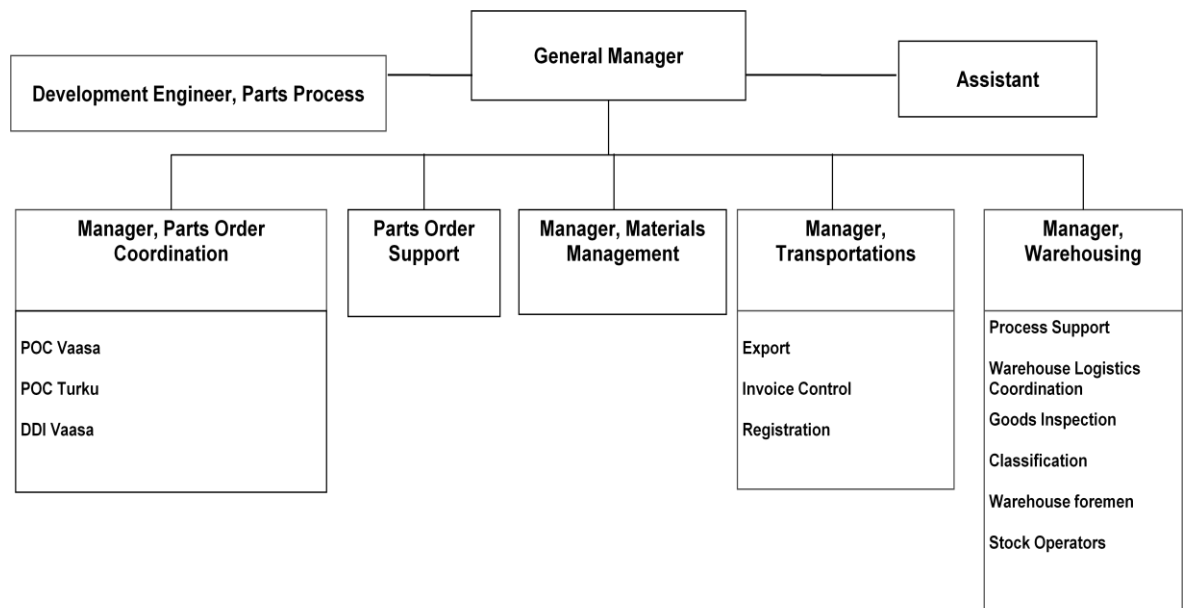 General Manager
Development Engineer, Parts Process
Assistant
Manager, Parts Order
Coordination
Parts Order
Support
Manager, Materials
Management
Manager,
Transportations
Manager,
Warehousing
POC Vaasa
POC Turku
DDI Vaasa
Export
Invoice Control
Registration
Process Support
Warehouse Logistics
Coordination
Goods Inspection
Classification
Warehouse foremen
Stock Operators